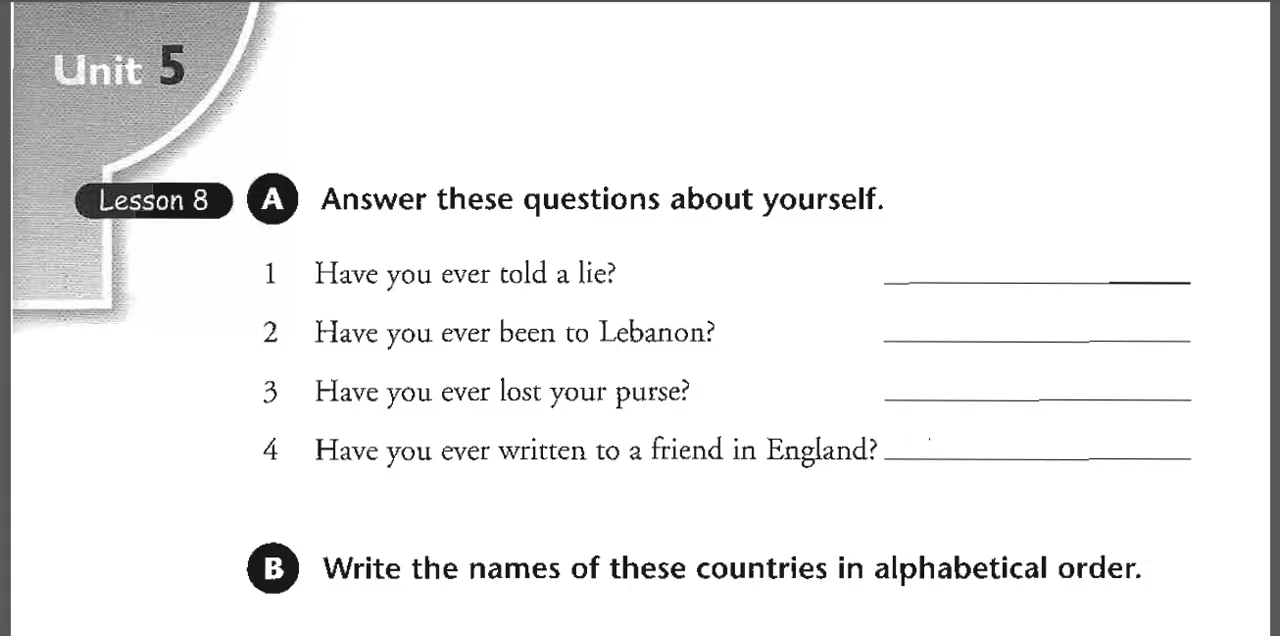 Unit 5
Lesson 8 A Answer these questions about yourself.
1 Have you ever told a lie?
2 Have you ever been to Lebanon?
3 Have you ever lost your purse?
4 Have you ever written to a friend in England?
B Write the names of these countries in alphabetical order.